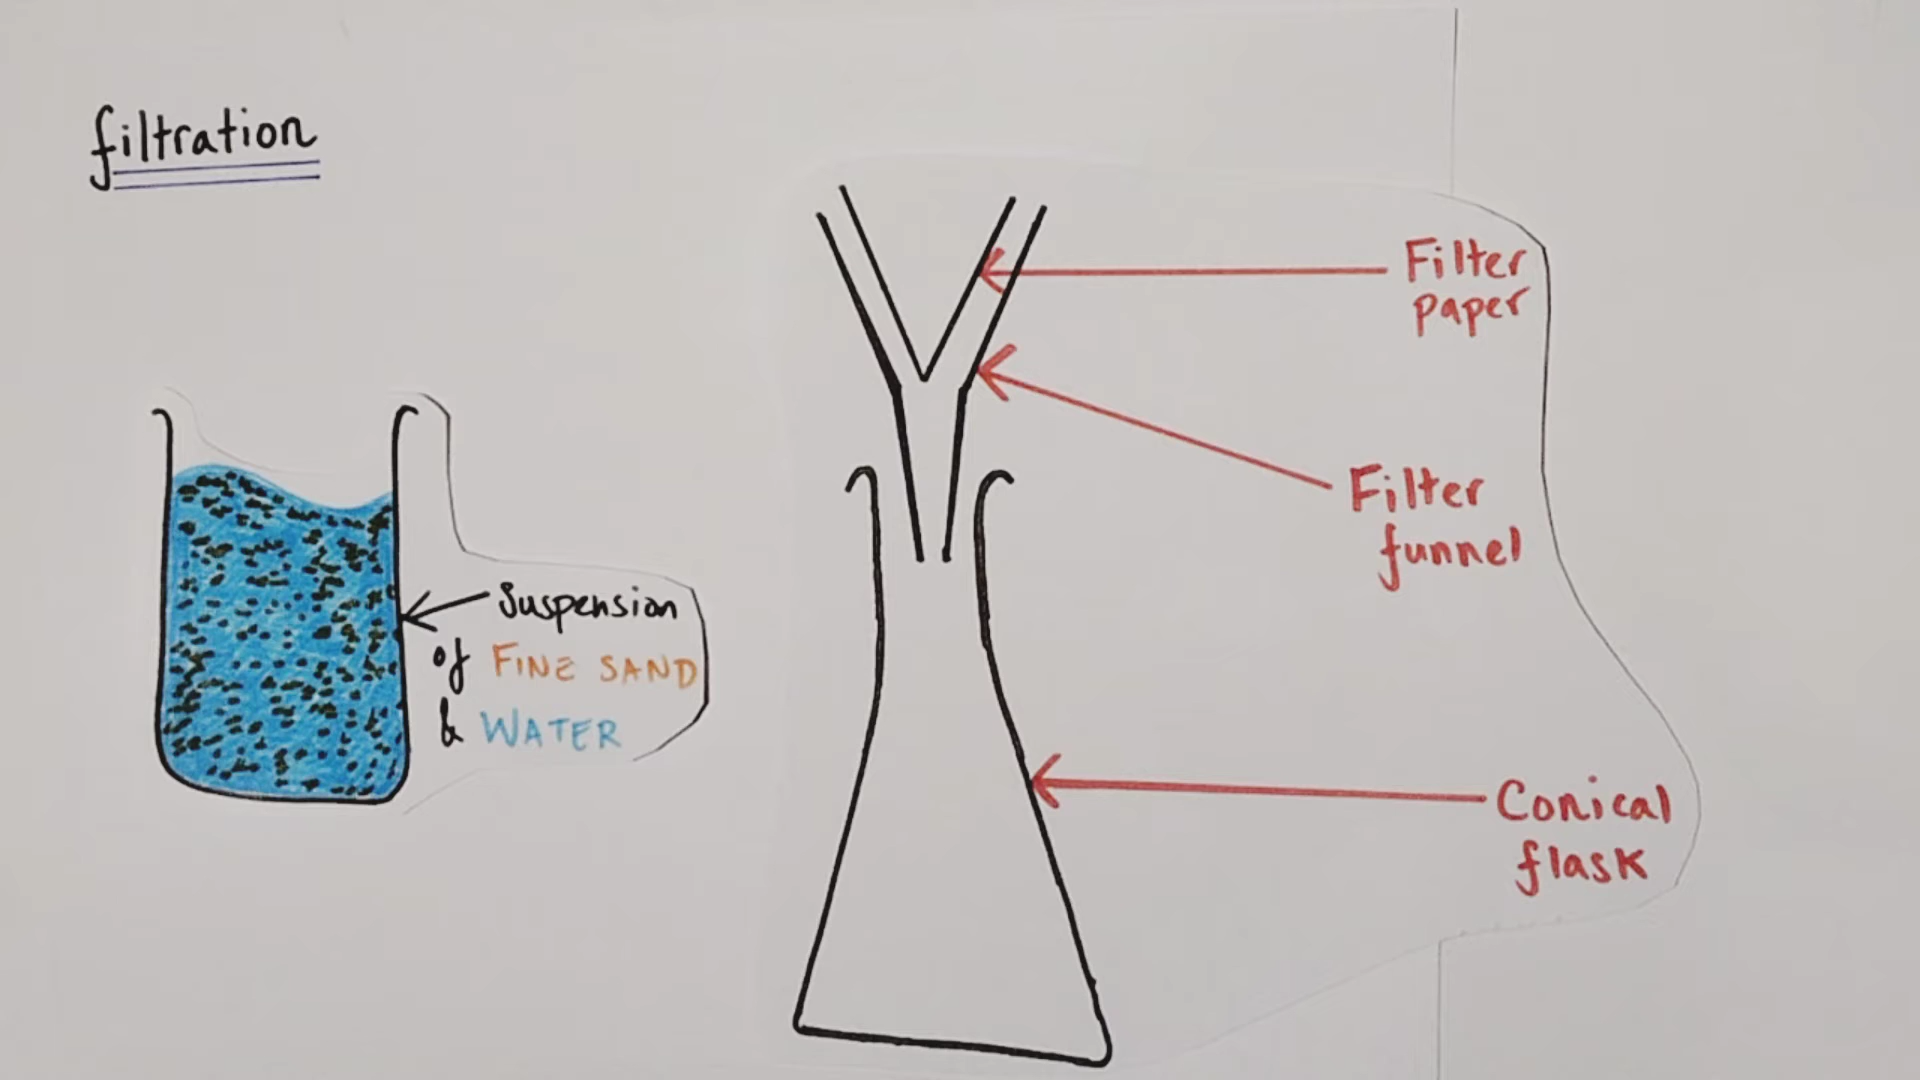 filtration
Suspension
of FINE SAND
& WATER
Filter
paper
Filter
funnel
Conical
flask